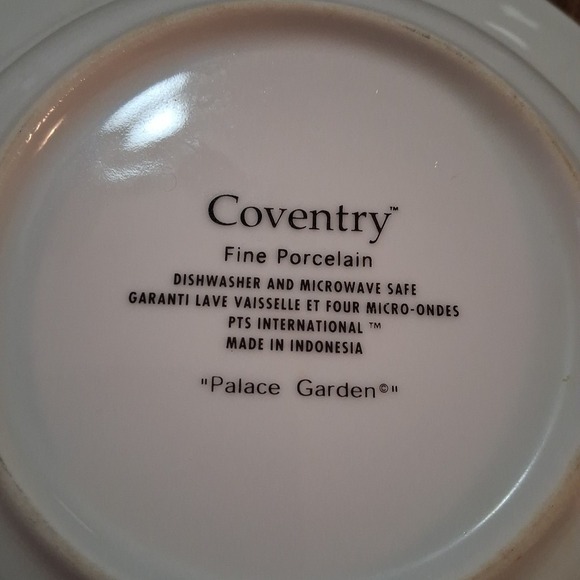 Coventry™
Fine Porcelain
DISHWASHER AND MICROWAVE SAFE
GARANTI LAVE VAISSELLE ET FOUR MICRO-ONDES
PTS INTERNATIONAL ™
MADE IN INDONESIA
"Palace Garden©"